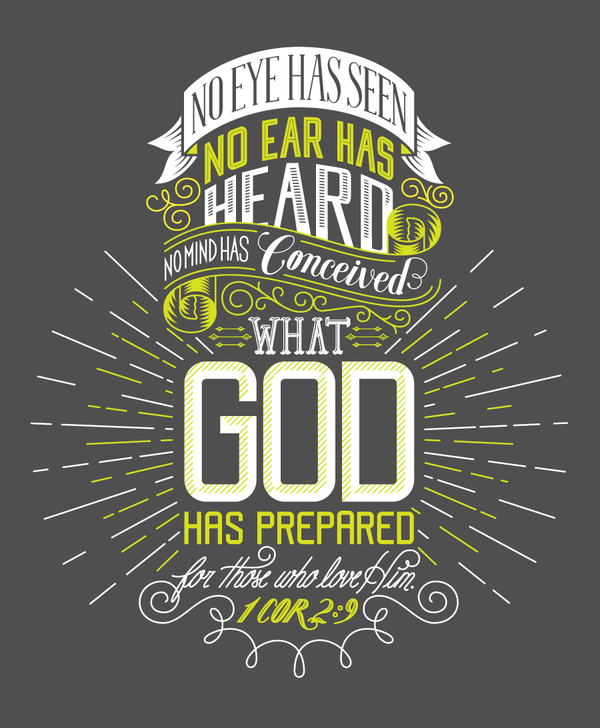 NO EYE HAS SEEN
NO EAR HAS
HEARD
NO MIND HAS Conceived
WHAT
GOD
HAS PREPARED
for those who love Him.
1 COR 2:9